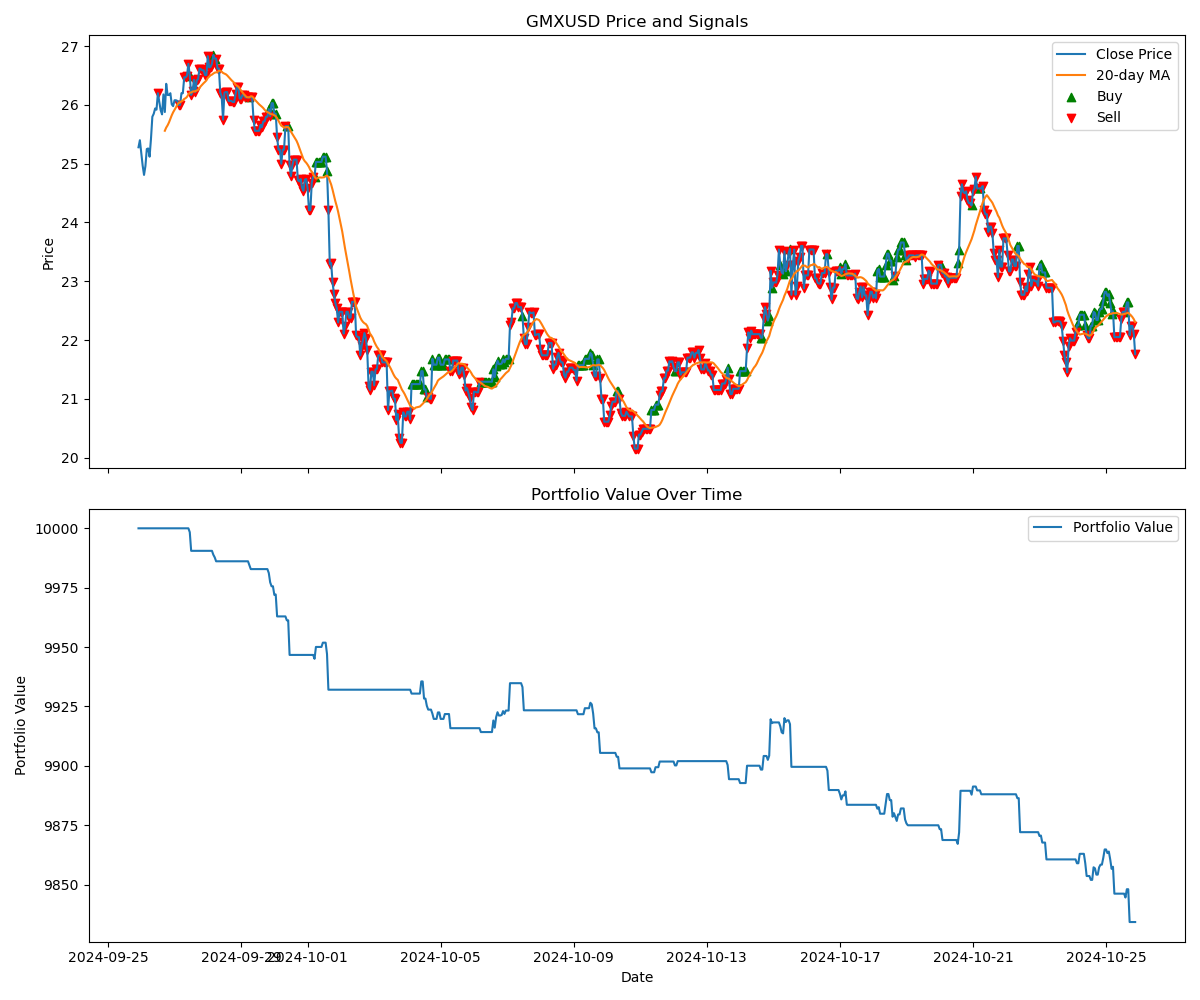 GMXUSD Price and Signals
Price
27
26
25
24
23
22
21
20
Close Price
20-day MA
Buy
Sell
Portfolio Value Over Time
Portfolio Value
10000
9975
9950
9925
9900
9875
9850
Portfolio Value
2024-09-25
2024-09-29
2024-10-01
2024-10-05
2024-10-09
2024-10-13
2024-10-17
2024-10-21
2024-10-25
Date